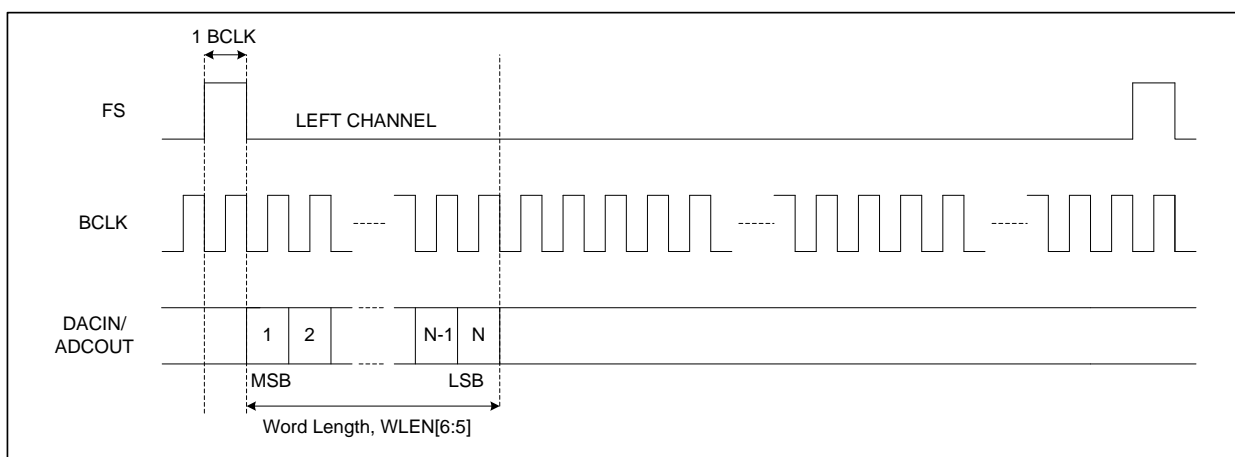 1 BCLK
FS
LEFT CHANNEL
BCLK
DACIN/
ADCOUT
1
2
N-1
N
MSB
LSB
Word Length, WLEN[6:5]